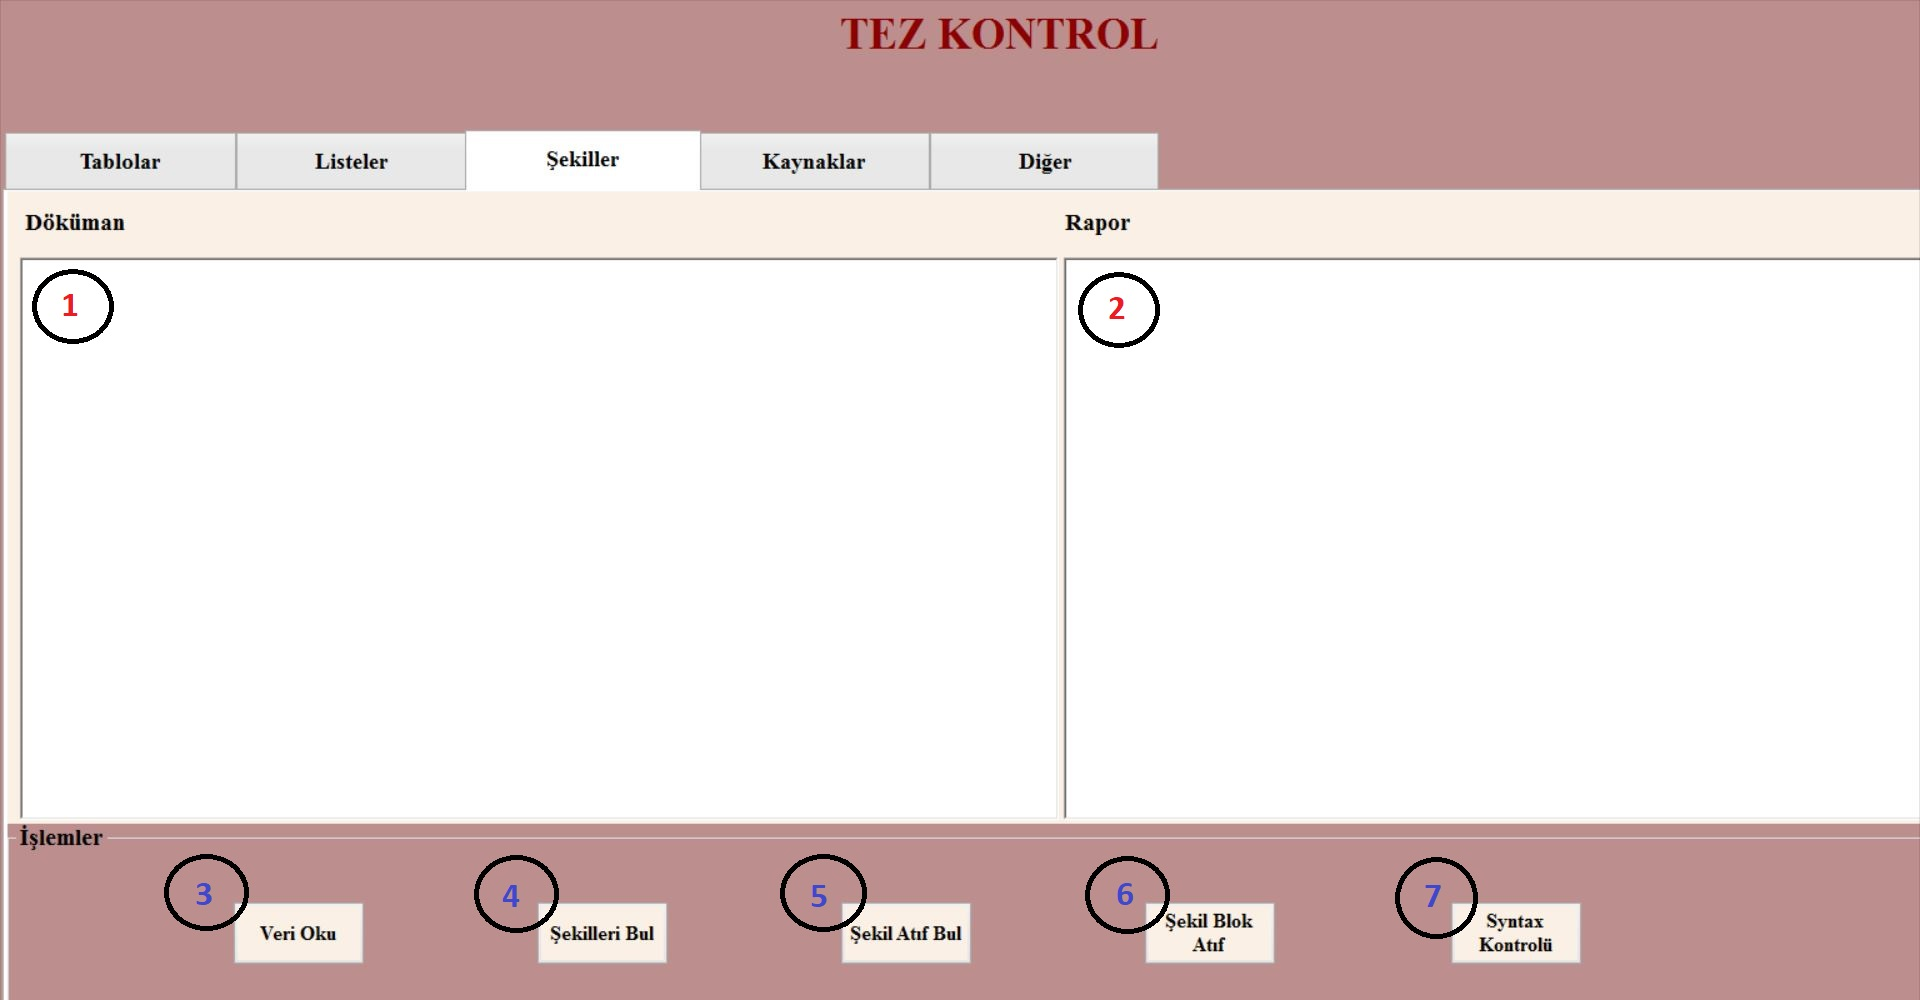 TEZ KONTROL
Tablolar
Listeler
Şekiller
Kaynaklar
Diğer
Döküman
Rapor
1
2
İşlemler
3
4
5
6
7
Veri Oku
Şekilleri Bul
Şekil Atıf Bul
Şekil Blok
Atıf
Syntax
Kontrolü